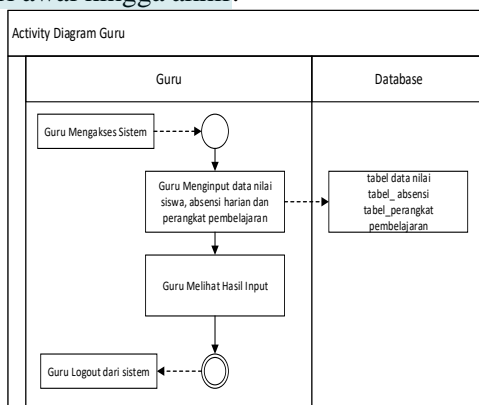 Activity Diagram Guru
Guru
Database
Guru Mengakses Sistem
Guru Menginput data nilai
siswa, absensi harian dan
perangkat pembelajaran
tabel data nilai
tabel_ absensi
tabel_perangkat
pembelajaran
Guru Melihat Hasil Input
Guru Logout dari sistem